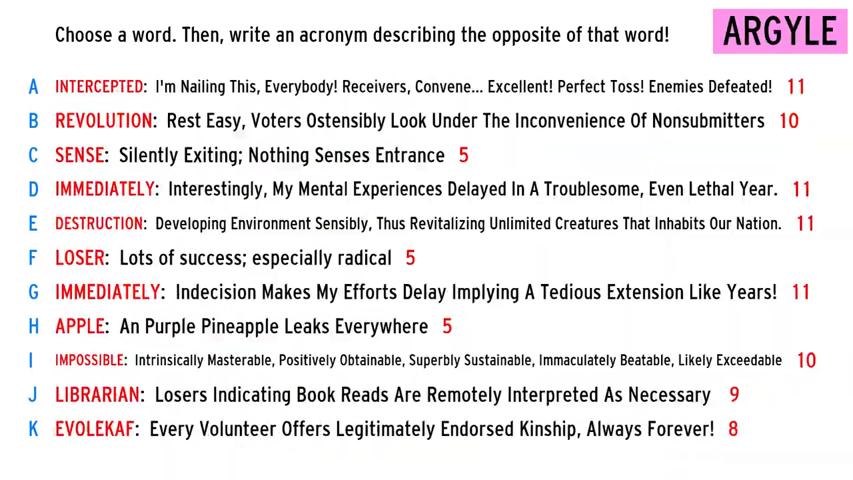 Choose a word. Then, write an acronym describing the opposite of that word!
ARGYLE
A INTERCEPTED: I'm Nailing This, Everybody! Receivers, Convene... Excellent! Perfect Toss! Enemies Defeated! 11
B REVOLUTION: Rest Easy, Voters Ostensibly Look Under The Inconvenience Of Nonsubmitters 10
C SENSE: Silently Exiting; Nothing Senses Entrance 5
D IMMEDIATELY: Interestingly, My Mental Experiences Delayed In A Troublesome, Even Lethal Year. 11
E DESTRUCTION: Developing Environment Sensibly, Thus Revitalizing Unlimited Creatures That Inhabits Our Nation. 11
F LOSER: Lots of success; especially radical 5
G IMMEDIATELY: Indecision Makes My Efforts Delay Implying A Tedious Extension Like Years! 11
H APPLE: An Purple Pineapple Leaks Everywhere 5
I IMPOSSIBLE: Intrinsically Masterable, Positively Obtainable, Superbly Sustainable, Immaculately Beatable, Likely Exceedable 10
J LIBRARIAN: Losers Indicating Book Reads Are Remotely Interpreted As Necessary 9
K EVOLEKAF: Every Volunteer Offers Legitimately Endorsed Kinship, Always Forever! 8